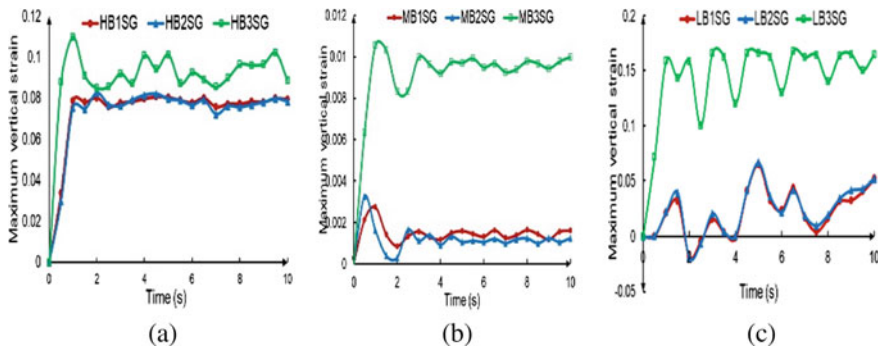 HB1SG HB2SG HB3SG
Maximum vertical strain
0.12
0.1
0.08
0.06
0.04
0.02
0
0 2 4 6 8 10
Time (s)
(a)
MB1SG MB2SG MB3SG
Maximum vertical strain
0.012
0.01
0.008
0.006
0.004
0.002
0.000
0 2 4 6 8 10
Time (s)
(b)
LB1SG LB2SG LB3SG
Maximum vertical strain
0.2
0.15
0.1
0.05
0
-0.05
0 2 4 6 8 10
Time (s)
(c)